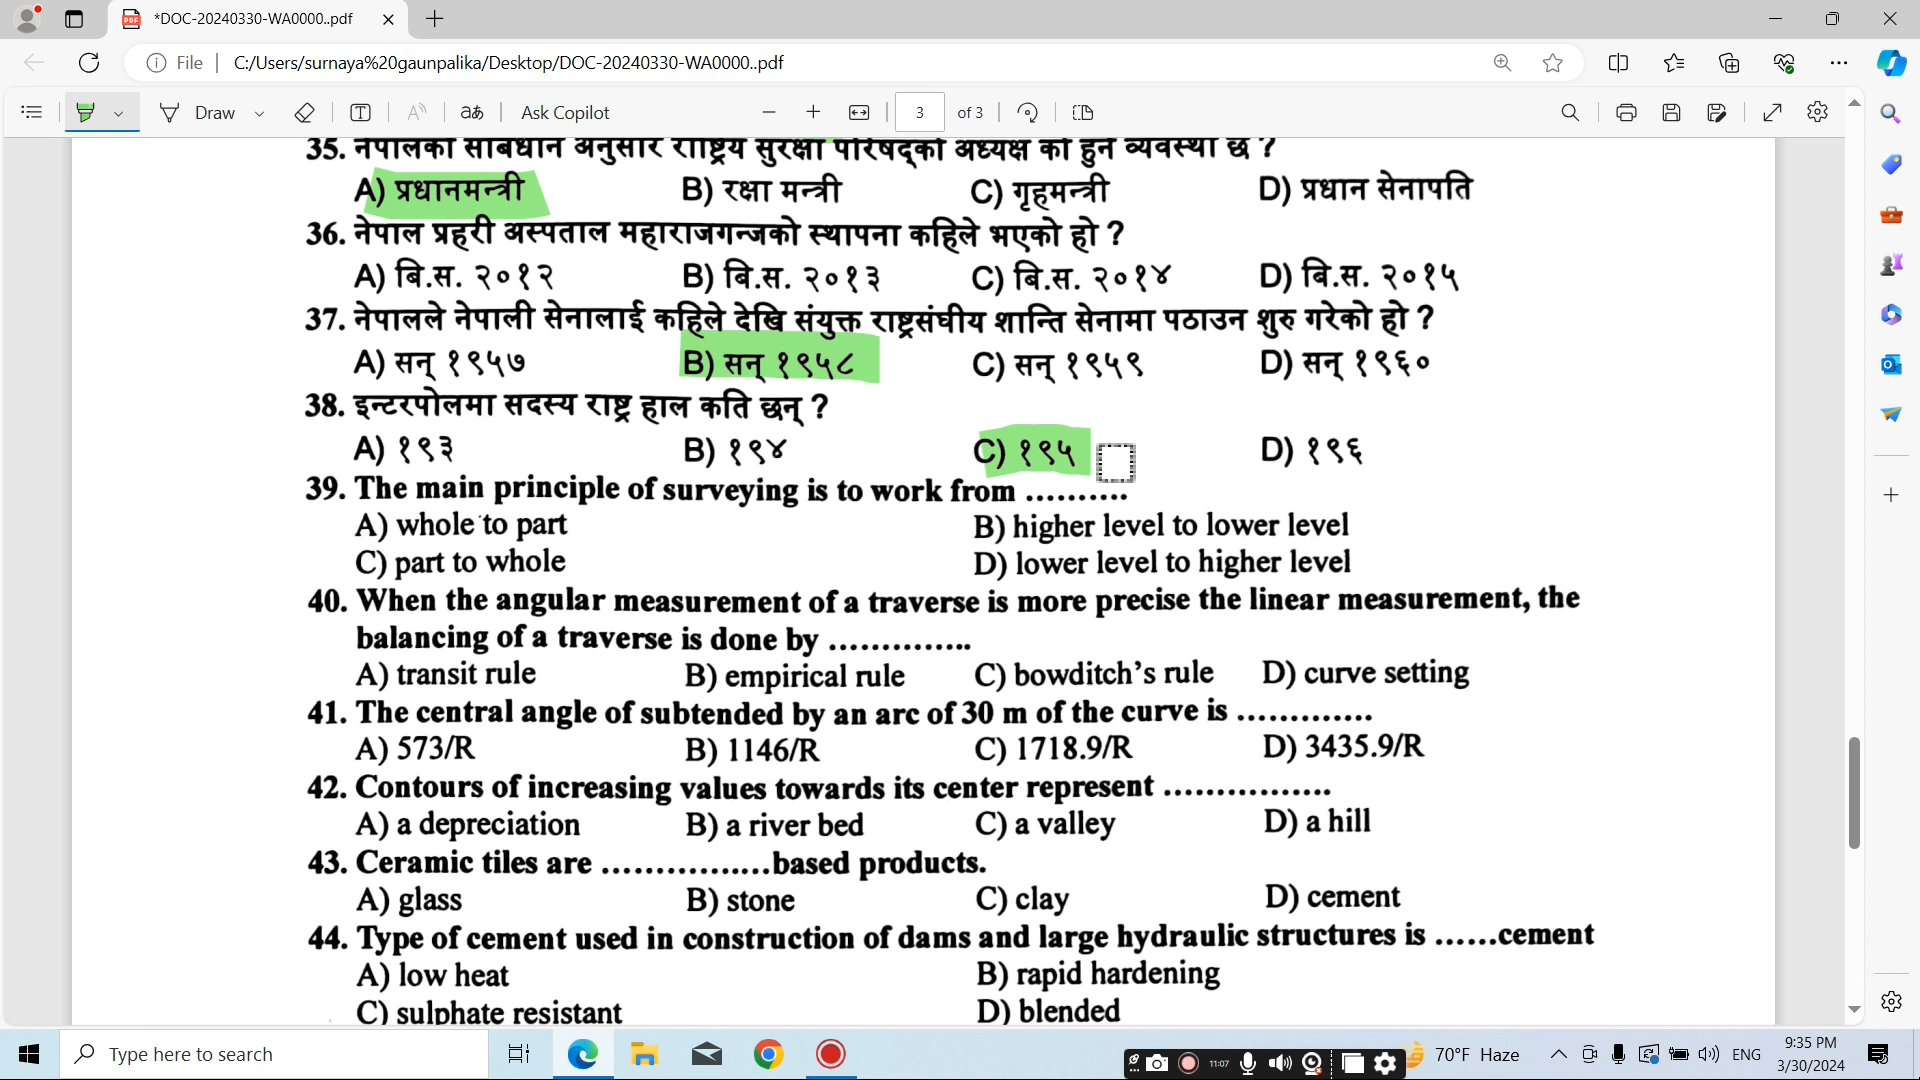 *DOC-20240330-WA0000..pdf
File
C:/Users/surnaya%20gaunpalika/Desktop/DOC-20240330-WA0000..pdf
Draw
Ask Copilot
3 of 3
35. नेपालको संबिधान अनुसार राष्ट्रिय सुरक्षा परिषद्को अध्यक्ष को हुने व्यवस्था छ ?
A) प्रधानमन्त्री B) रक्षा मन्त्री C) गृहमन्त्री D) प्रधान सेनापति
36. नेपाल प्रहरी अस्पताल महाराजगन्जको स्थापना कहिले भएको हो ?
A) बि.स. २०१२ B) बि.स. २०१३ C) बि.स. २०१४ D) बि.स. २०१५
37. नेपालले नेपाली सेनालाई कहिले देखि संयुक्त राष्ट्रसंघीय शान्ति सेनामा पठाउन शुरु गरेको हो ?
A) सन् १९५७ B) सन् १९५८ C) सन् १९५९ D) सन् १९६०
38. इन्टरपोलमा सदस्य राष्ट्र हाल कति छन् ?
A) १९३ B) १९४ C) १९५ D) १९६
39. The main principle of surveying is to work from ..........
A) whole to part B) higher level to lower level
C) part to whole D) lower level to higher level
40. When the angular measurement of a traverse is more precise the linear measurement, the
balancing of a traverse is done by ..............
A) transit rule B) empirical rule C) bowditch's rule D) curve setting
41. The central angle of subtended by an arc of 30 m of the curve is .............
A) 573/R B) 1146/R C) 1718.9/R D) 3435.9/R
42. Contours of increasing values towards its center represent ................
A) a depreciation B) a river bed C) a valley D) a hill
43. Ceramic tiles are ................based products.
A) glass B) stone C) clay D) cement
44. Type of cement used in construction of dams and large hydraulic structures is ......cement
A) low heat B) rapid hardening
C) sulphate resistant D) blended
Type here to search
11:07
70°F Haze
ENG
9:35 PM
3/30/2024